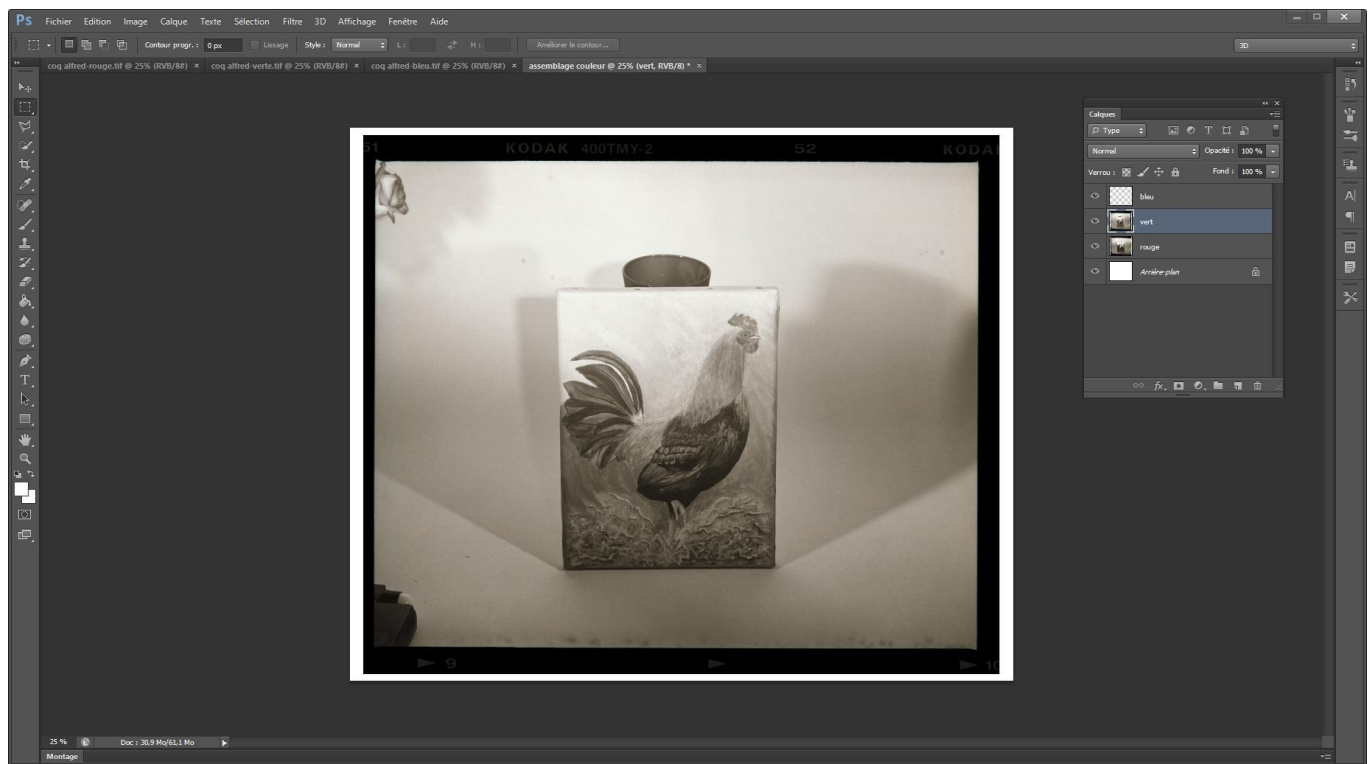 Ps Fichier Edition Image Calque Texte Sélection Filtre 3D Affichage Fenêtre Aide
Contour progr. : 0 px Lissage Style : Normal L : H : Améliorer le contour... 3D
coq alfred-rouge.tif @ 25% (RVB/8#) × coq alfred-verte.tif @ 25% (RVB/8#) × coq alfred-bleu.tif @ 25% (RVB/8#) × assemblage couleur @ 25% (vert, RVB/8) * ×
Calques
Type
Normal Opacité : 100 %
Verrou : Fond : 100 %
bleu
vert
rouge
Arrière-plan
fx
51 KODAK 400TMY-2 52 KODAK
9 10
25 % Doc : 30,9 Mo/61,1 Mo
Montage